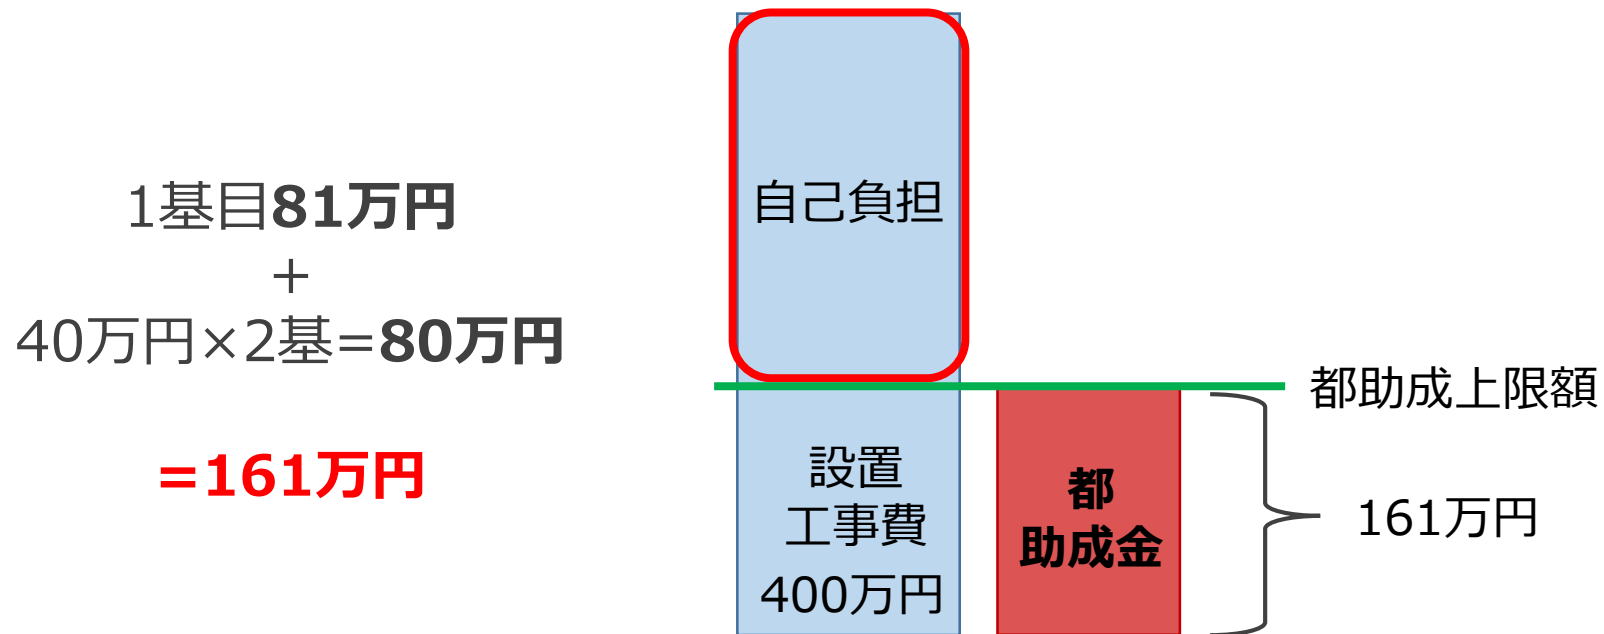 1基目81万円
+
40万円×2基=80万円
=161万円
自己負担
設置
工事費
400万円
都
助成金
都助成上限額
161万円